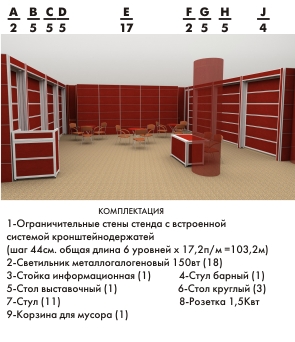 A B C D E F G H J
2 5 5 5 17 2 5 5 4
КОМПЛЕКТАЦИЯ
1-Ограничительные стены стенда с встроенной
системой кронштейнодержатей
(шаг 44см. общая длина 6 уровней х 17,2п/м =103,2м)
2-Светильник металлогалогеновый 150вт (18)
3-Стойка информационная (1) 4-Стул барный (1)
5-Стол выставочный (1) 6-Стол круглый (3)
7-Стул (11) 8-Розетка 1,5Квт
9-Корзина для мусора (1)